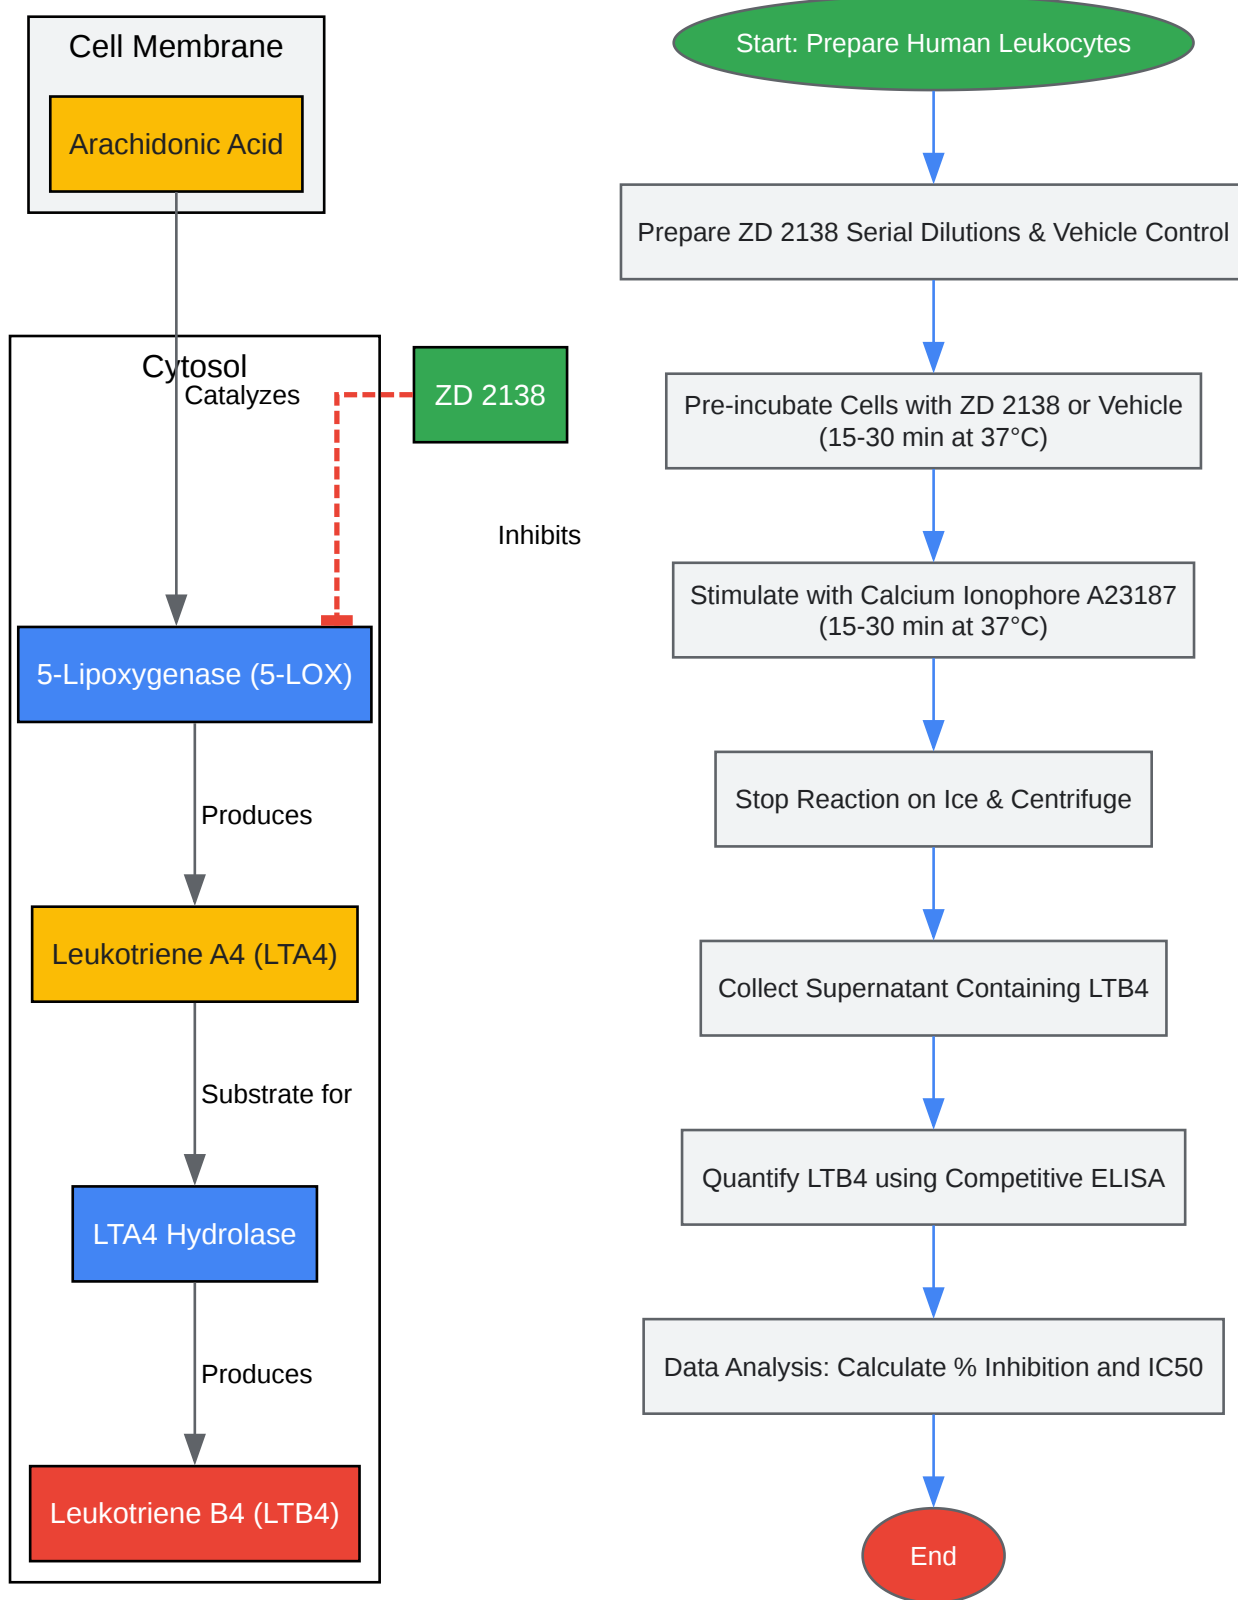 Cell Membrane
Arachidonic Acid
Cytosol
Catalyzes
ZD 2138
Inhibits
5-Lipoxygenase (5-LOX)
Produces
Leukotriene A4 (LTA4)
Substrate for
LTA4 Hydrolase
Produces
Leukotriene B4 (LTB4)
Start: Prepare Human Leukocytes
Prepare ZD 2138 Serial Dilutions & Vehicle Control
Pre-incubate Cells with ZD 2138 or Vehicle
(15-30 min at 37°C)
Stimulate with Calcium Ionophore A23187
(15-30 min at 37°C)
Stop Reaction on Ice & Centrifuge
Collect Supernatant Containing LTB4
Quantify LTB4 using Competitive ELISA
Data Analysis: Calculate % Inhibition and IC50
End